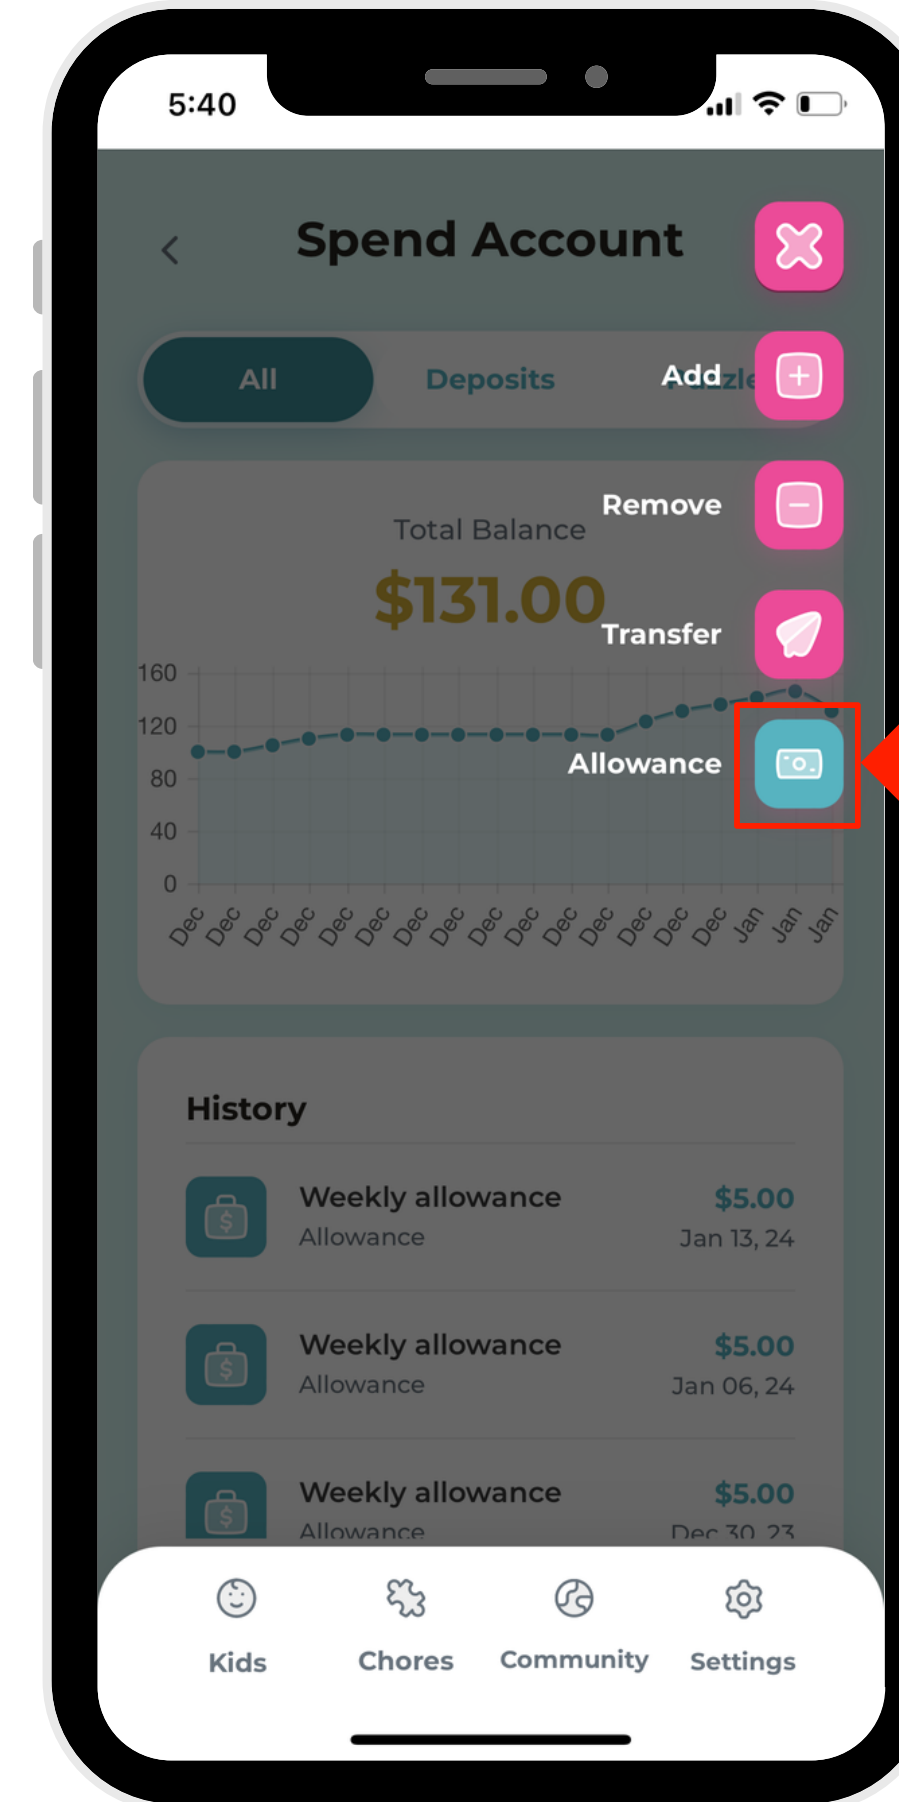 5:40
Spend Account
All
Deposits
Add
Remove
Total Balance
$131.00
Transfer
Allowance
160
120
80
40
0
Dec Dec Dec Dec Dec Dec Dec Dec Dec Dec Dec Dec Dec Dec Dec Jan Jan Jan
History
Weekly allowance $5.00
Allowance Jan 13, 24
Weekly allowance $5.00
Allowance Jan 06, 24
Weekly allowance $5.00
Allowance Dec 30, 23
Kids Chores Community Settings